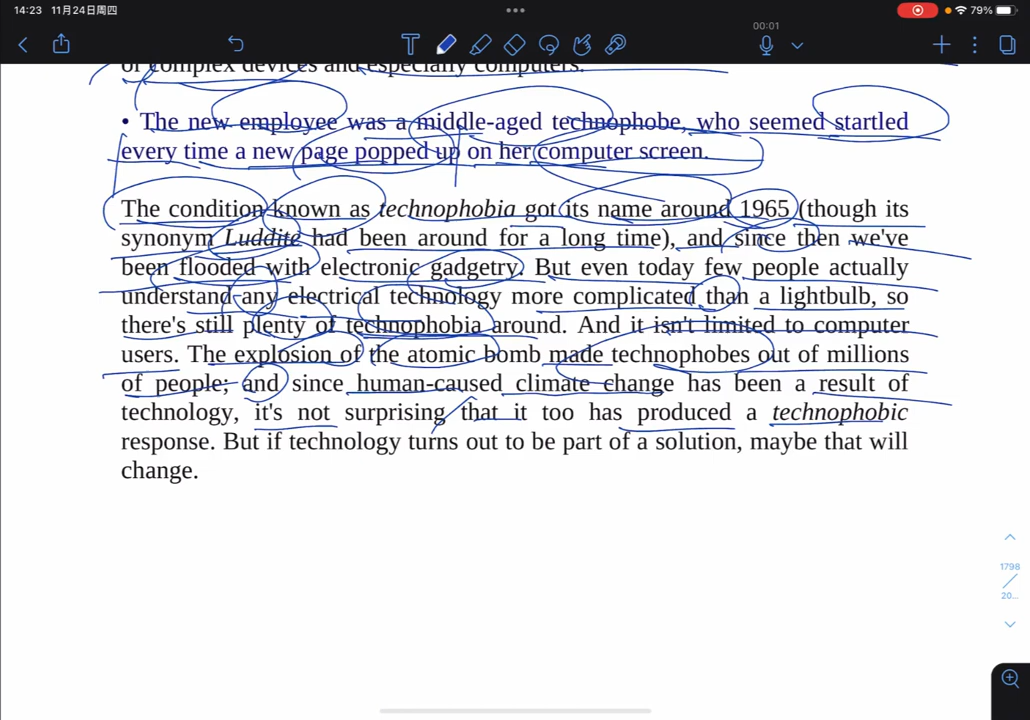 14:23 11月24日周四
79%
00:01
of complex devices and especially computers.
• The new employee was a middle-aged technophobe, who seemed startled
every time a new page popped up on her computer screen.
The condition known as technophobia got its name around 1965 (though its
synonym Luddite had been around for a long time), and since then we've
been flooded with electronic gadgetry. But even today few people actually
understand any electrical technology more complicated than a lightbulb, so
there's still plenty of technophobia around. And it isn't limited to computer
users. The explosion of the atomic bomb made technophobes out of millions
of people; and since human-caused climate change has been a result of
technology, it's not surprising that it too has produced a technophobic
response. But if technology turns out to be part of a solution, maybe that will
change.
1798
20...